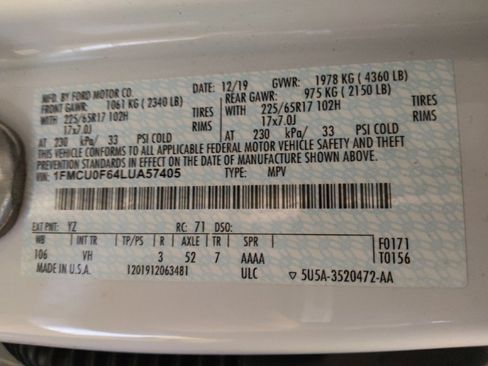 MFD. BY FORD MOTOR CO. DATE: 12/19 GVWR: 1978 KG (4360 LB)
FRONT GAWR: 1061 KG (2340 LB) REAR GAWR: 975 KG (2150 LB)
WITH 225/65R17 102H TIRES WITH 225/65R17 102H TIRES
17x7.0J RIMS 17x7.0J RIMS
AT 230 kPa/ 33 PSI COLD AT 230 kPa/ 33 PSI COLD
THIS VEHICLE CONFORMS TO ALL APPLICABLE FEDERAL MOTOR VEHICLE SAFETY AND THEFT
PREVENTION STANDARDS IN EFFECT ON THE DATE OF MANUFACTURE SHOWN ABOVE.
VIN: 1FMCU0F64LUA57405 TYPE: MPV
EXT PNT: YZ RC: 71 DSO:
WB INT TR TP/PS R AXLE TR SPR F0171
106 VH 3 52 7 AAAA T0156
MADE IN U.S.A. 1201912063481 ULC ▽ 5U5A-3520472-AA